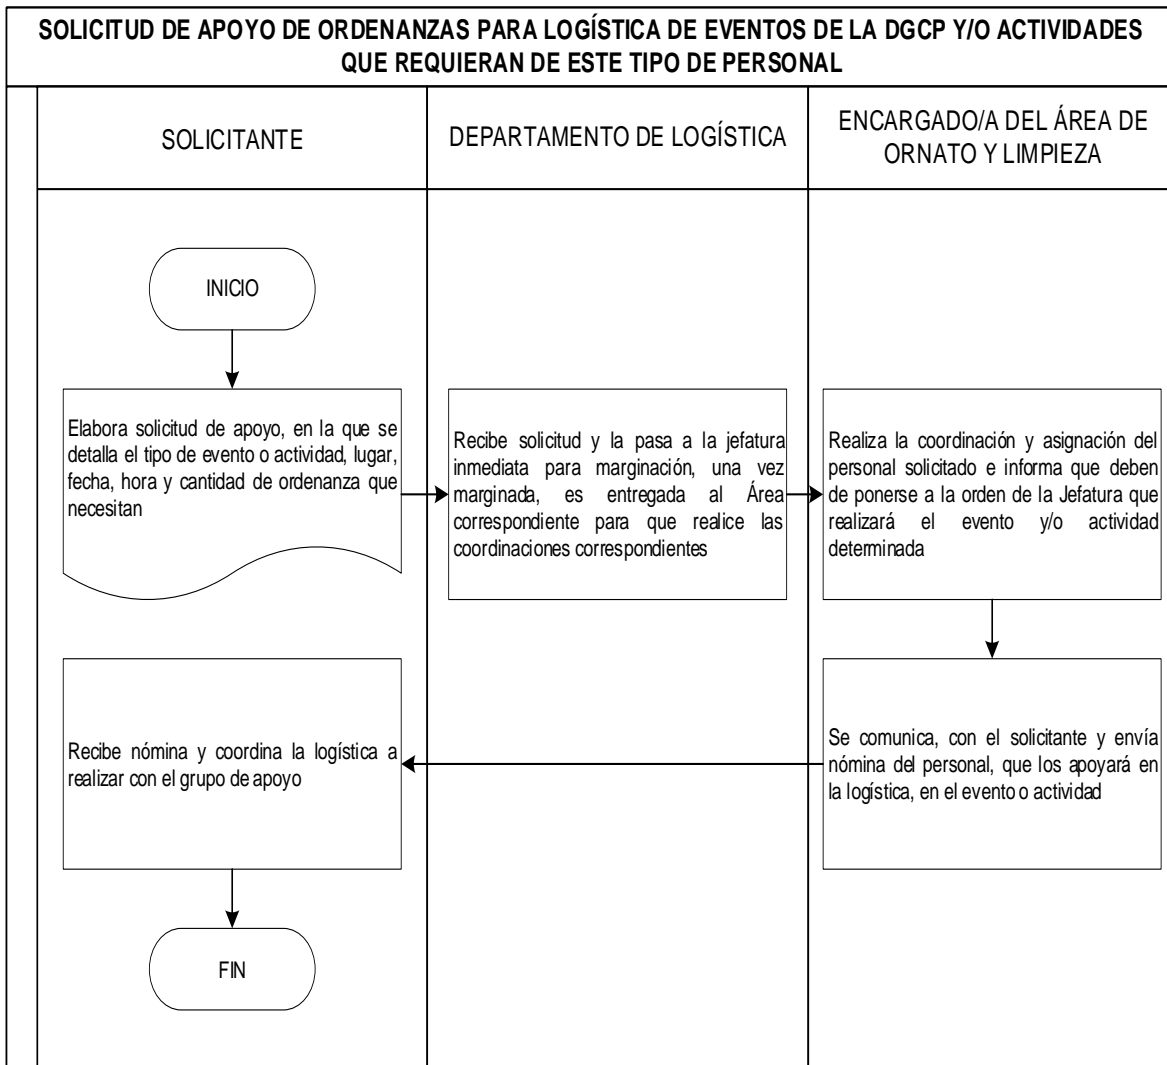 SOLICITUD DE APOYO DE ORDENANZAS PARA LOGÍSTICA DE EVENTOS DE LA DGCP Y/O ACTIVIDADES
QUE REQUIERAN DE ESTE TIPO DE PERSONAL
SOLICITANTE
DEPARTAMENTO DE LOGÍSTICA
ENCARGADO/A DEL ÁREA DE
ORNATO Y LIMPIEZA
INICIO
Elabora solicitud de apoyo, en la que se
detalla el tipo de evento o actividad, lugar,
fecha, hora y cantidad de ordenanza que
necesitan
Recibe solicitud y la pasa a la jefatura
inmediata para marginación, una vez
marginada, es entregada al Área
correspondiente para que realice las
coordinaciones correspondientes
Realiza la coordinación y asignación del
personal solicitado e informa que deben
de ponerse a la orden de la Jefatura que
realizará el evento y/o actividad
determinada
Se comunica, con el solicitante y envía
nómina del personal, que los apoyará en
la logística, en el evento o actividad
Recibe nómina y coordina la logística a
realizar con el grupo de apoyo
FIN